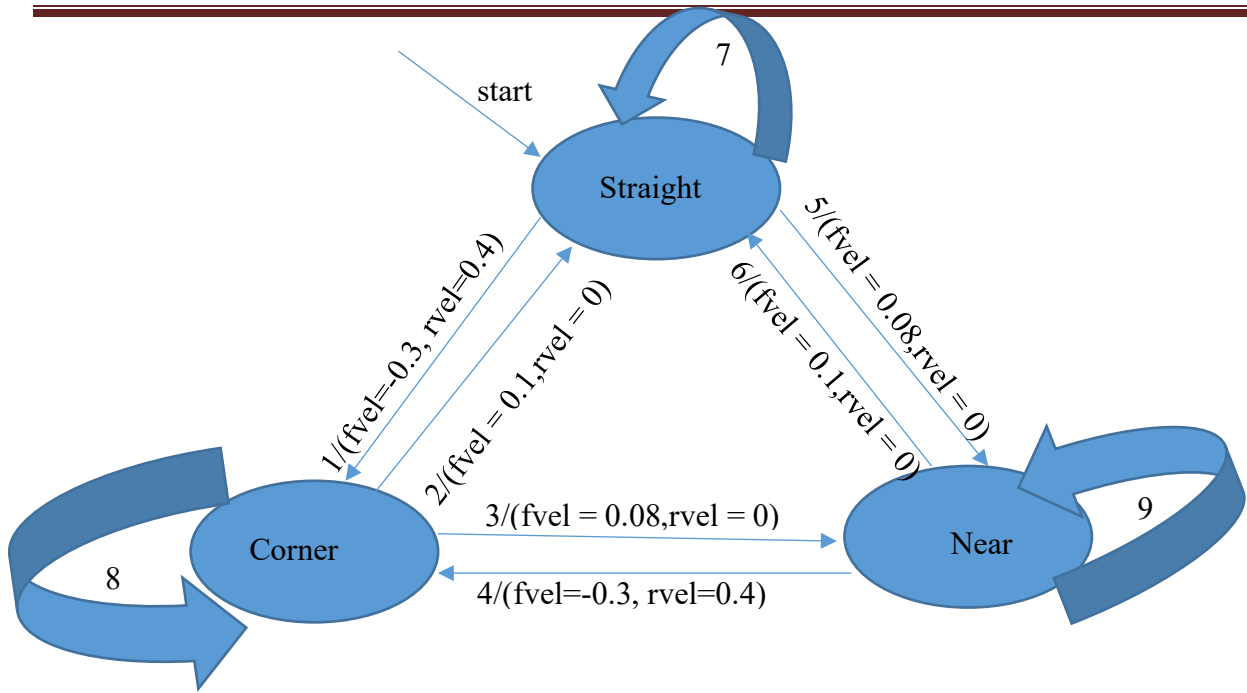 7
start
Straight
1/(fvel=-0.3, rvel=0.4)
2/(fvel = 0.1,rvel = 0)
6/(fvel = 0.1,rvel = 0)
5/(fvel = 0.08,rvel = 0)
3/(fvel = 0.08,rvel = 0)
9
Corner
Near
8
4/(fvel=-0.3, rvel=0.4)